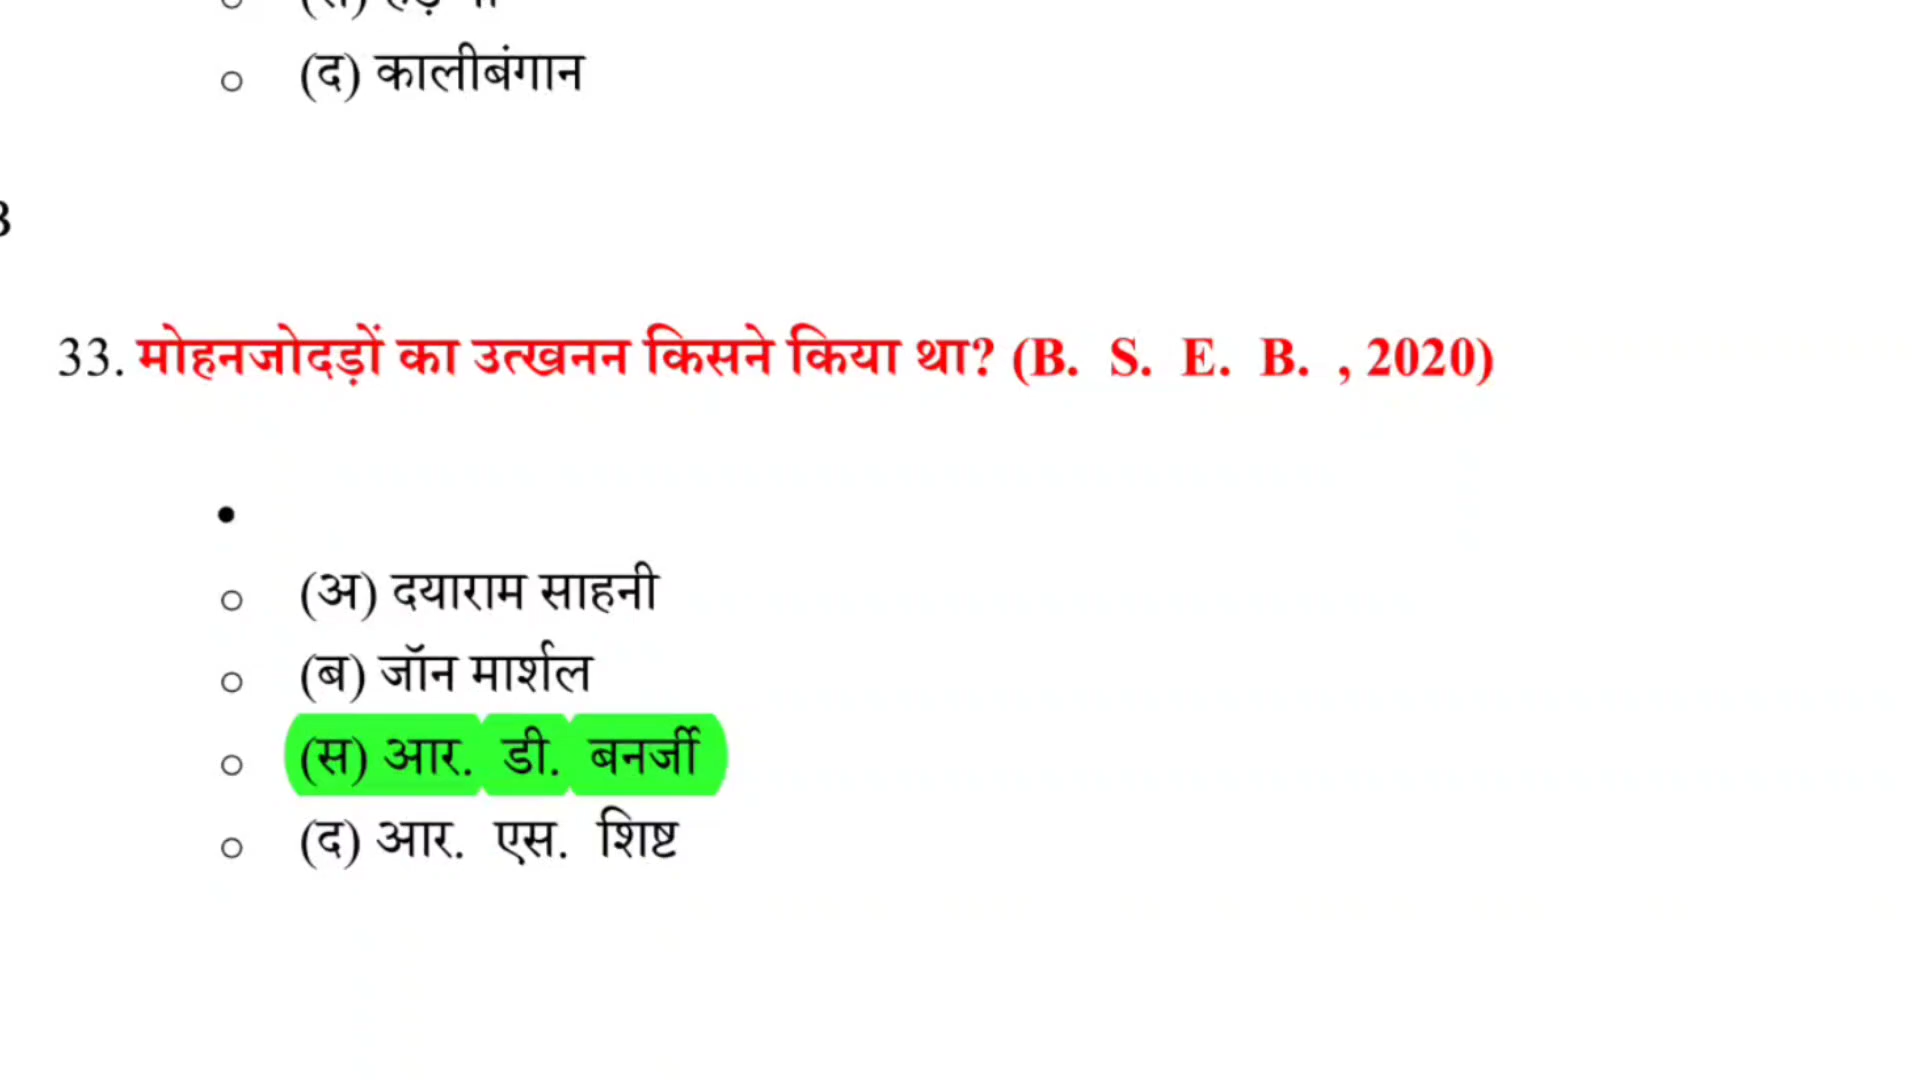 (द) कालीबंगान
33. मोहनजोदड़ों का उत्खनन किसने किया था? (B. S. E. B. , 2020)
(अ) दयाराम साहनी
(ब) जॉन मार्शल
(स) आर. डी. बनर्जी
(द) आर. एस. शिष्ट